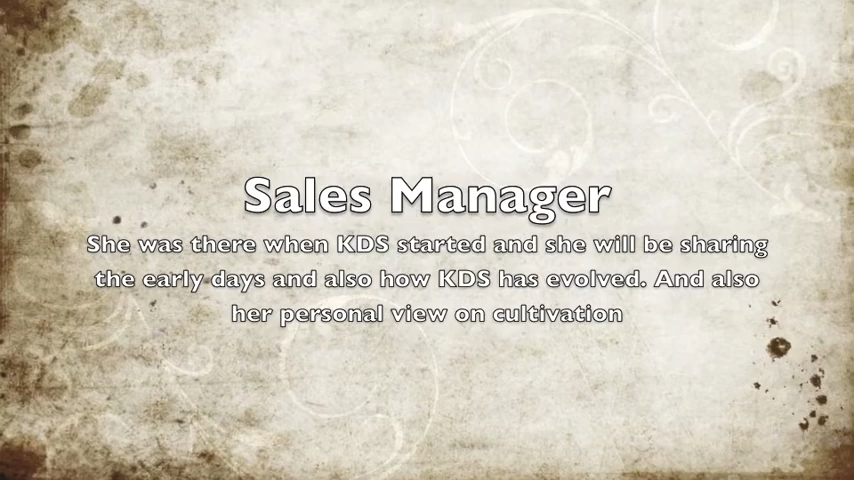 Sales Manager
She was there when KDS started and she will be sharing
the early days and also how KDS has evolved. And also
her personal view on cultivation